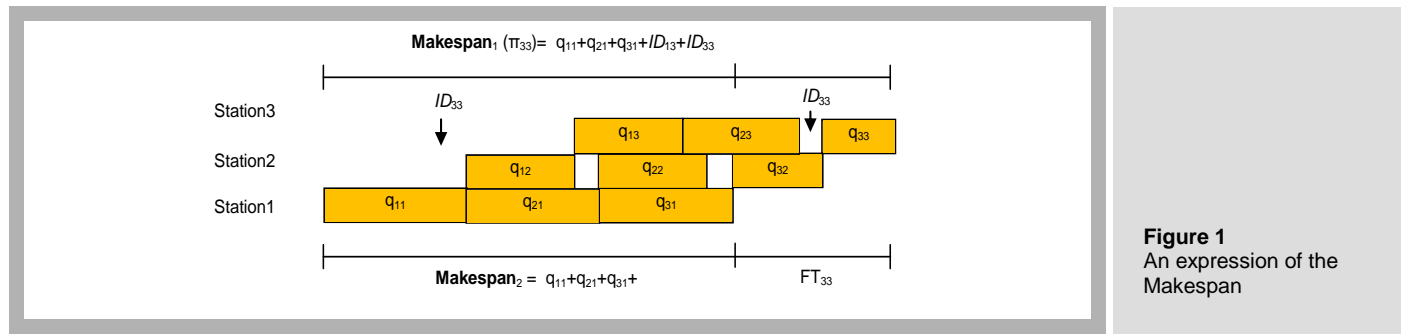 Makespan₁ (π₃₃)= q₁₁+q₂₁+q₃₁+ID₁₃+ID₃₃
ID₃₃
ID₃₃
Station3
q₁₃
q₂₃
q₃₃
Station2
q₁₂
q₂₂
q₃₂
Station1
q₁₁
q₂₁
q₃₁
Makespan₂ = q₁₁+q₂₁+q₃₁+
FT₃₃
Figure 1
An expression of the
Makespan